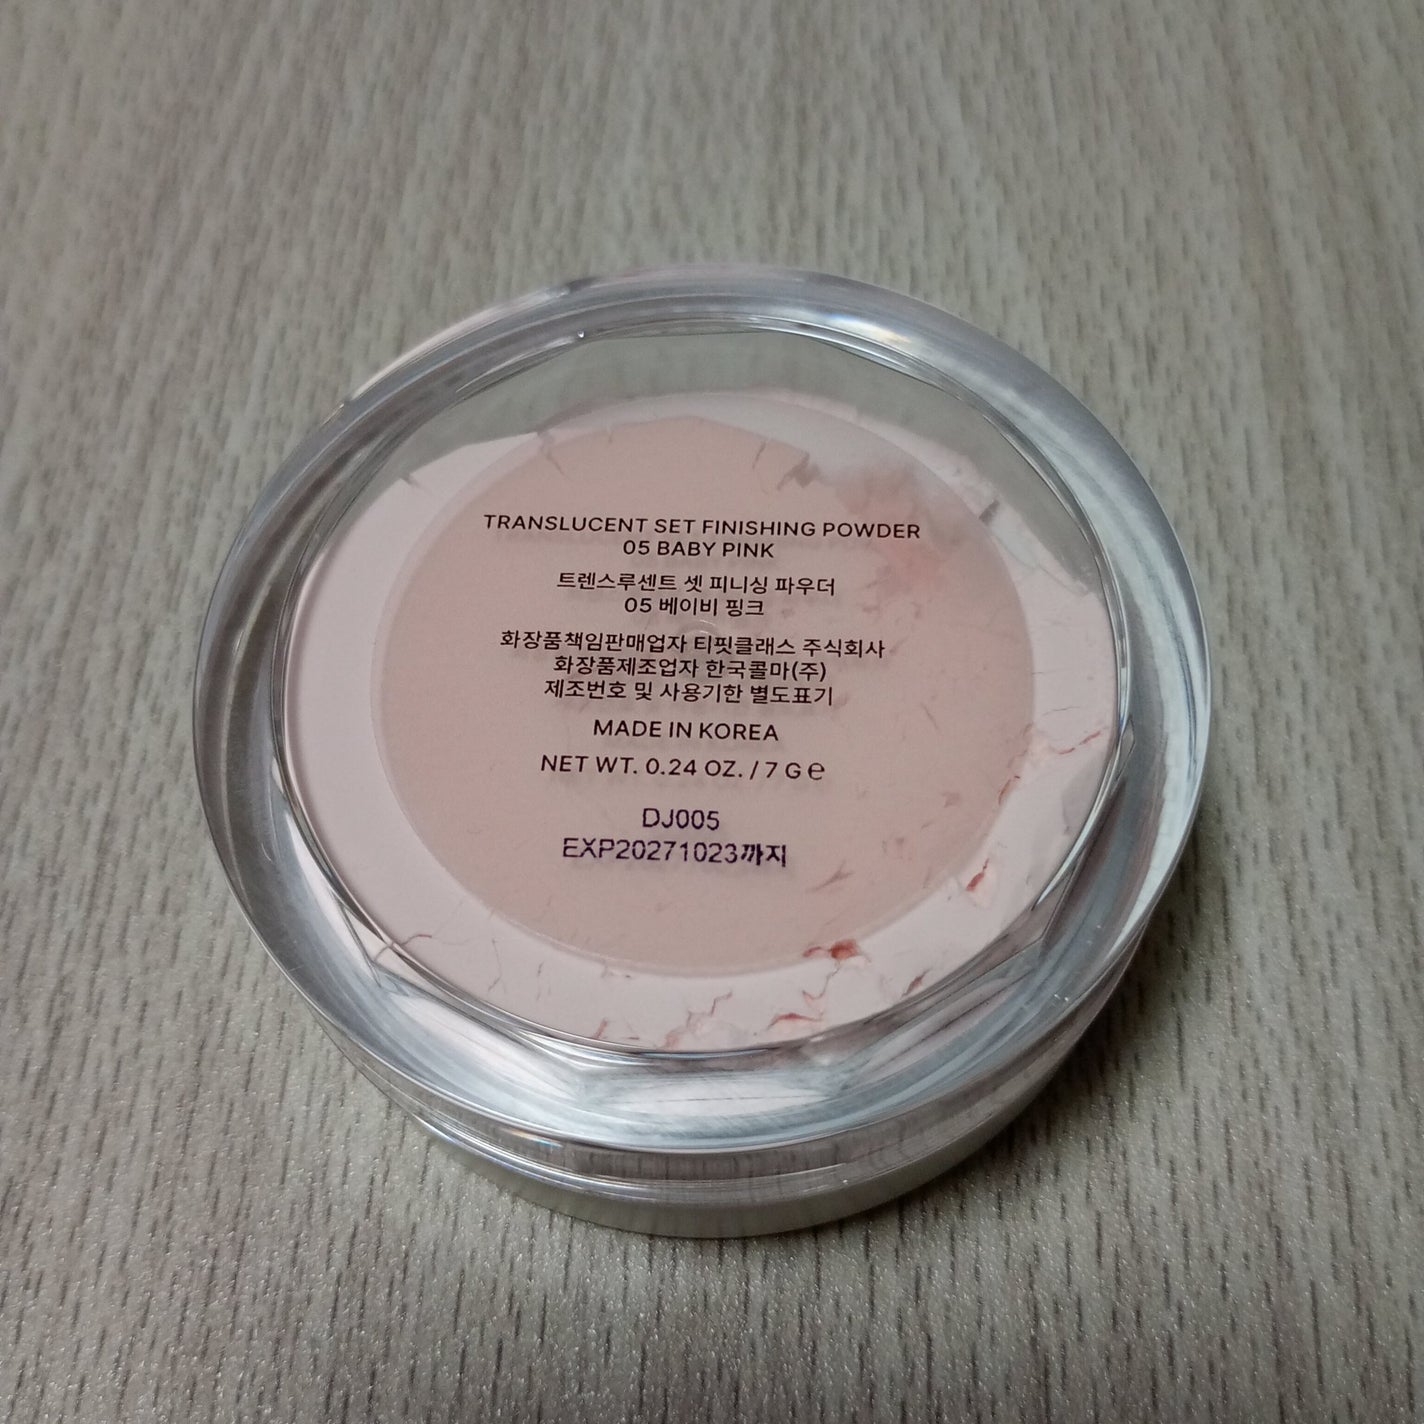 TRANSLUCENT SET FINISHING POWDER
05 BABY PINK
트렌스루센트 셋 피니싱 파우더
05 베이비 핑크
화장품책임판매업자 티핏클래스 주식회사
화장품제조업자 한국콜마(주)
제조번호 및 사용기한 별도표기
MADE IN KOREA
NET WT. 0.24 OZ. / 7 G ℮
DJ005
EXP20271023까지